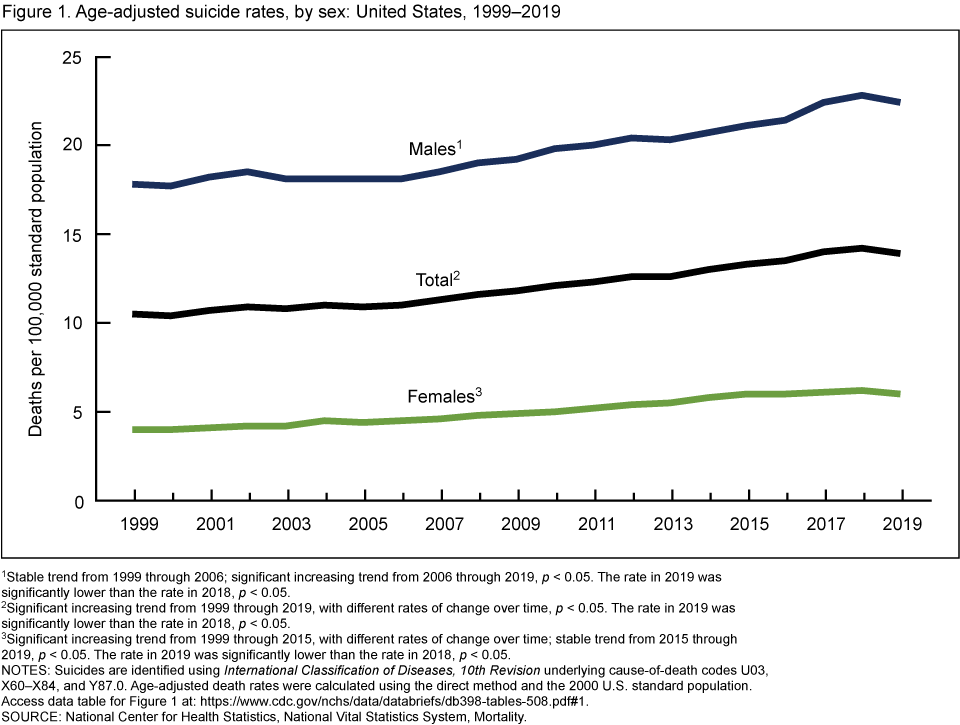 Figure 1. Age-adjusted suicide rates, by sex: United States, 1999–2019
25
20
15
10
5
0
Deaths per 100,000 standard population
Males1
Total2
Females3
1999 2001 2003 2005 2007 2009 2011 2013 2015 2017 2019
1Stable trend from 1999 through 2006; significant increasing trend from 2006 through 2019, p < 0.05. The rate in 2019 was
significantly lower than the rate in 2018, p < 0.05.
2Significant increasing trend from 1999 through 2019, with different rates of change over time, p < 0.05. The rate in 2019 was
significantly lower than the rate in 2018, p < 0.05.
3Significant increasing trend from 1999 through 2015, with different rates of change over time; stable trend from 2015 through
2019, p < 0.05. The rate in 2019 was significantly lower than the rate in 2018, p < 0.05.
NOTES: Suicides are identified using International Classification of Diseases, 10th Revision underlying cause-of-death codes U03,
X60–X84, and Y87.0. Age-adjusted death rates were calculated using the direct method and the 2000 U.S. standard population.
Access data table for Figure 1 at: https://www.cdc.gov/nchs/data/databriefs/db398-tables-508.pdf#1.
SOURCE: National Center for Health Statistics, National Vital Statistics System, Mortality.